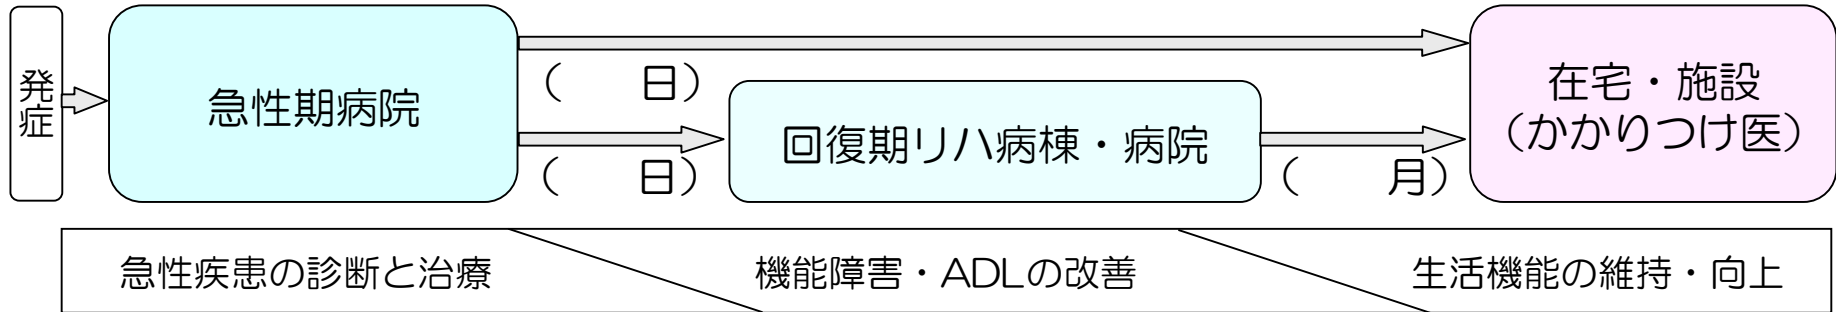 発症
急性期病院
（　　日）
（　　日）
回復期リハ病棟・病院
（　　月）
在宅・施設
（かかりつけ医）
急性疾患の診断と治療
機能障害・ADLの改善
生活機能の維持・向上